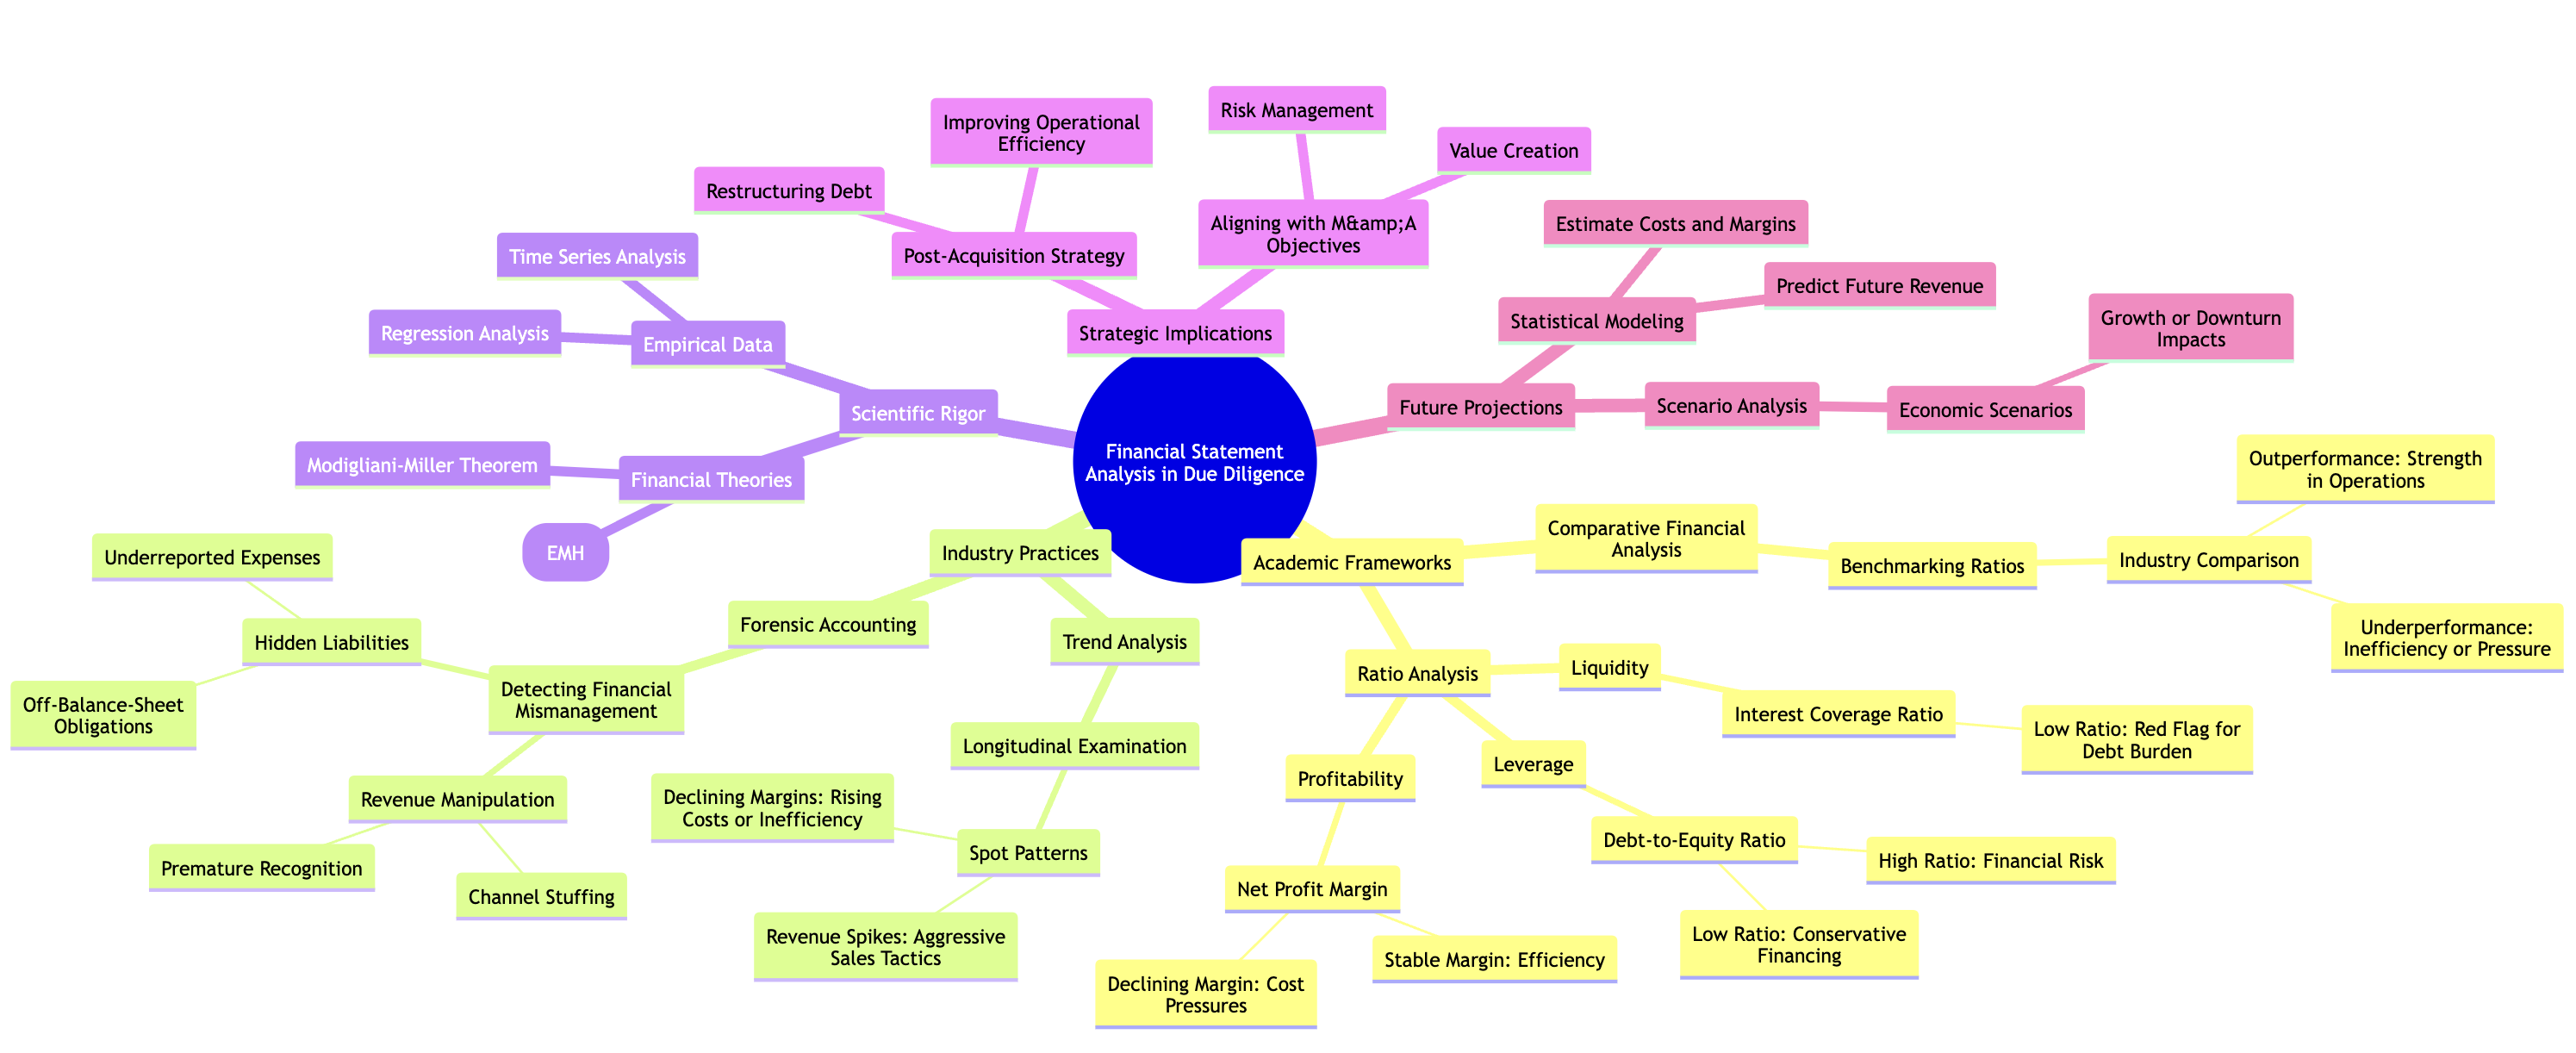 Risk Management
Improving Operational
Efficiency
Value Creation
Restructuring Debt
Estimate Costs and Margins
Aligning with M&amp;A
Objectives
Time Series Analysis
Post-Acquisition Strategy
Predict Future Revenue
Growth or Downturn
Impacts
Statistical Modeling
Regression Analysis
Strategic Implications
Empirical Data
Scientific Rigor
Future Projections
Scenario Analysis
Economic Scenarios
Financial Statement
Analysis in Due Diligence
Modigliani-Miller Theorem
Financial Theories
Outperformance: Strength
in Operations
EMH
Underreported Expenses
Industry Practices
Academic Frameworks
Comparative Financial
Analysis
Benchmarking Ratios
Industry Comparison
Forensic Accounting
Hidden Liabilities
Trend Analysis
Underperformance:
Inefficiency or Pressure
Ratio Analysis
Liquidity
Off-Balance-Sheet
Obligations
Detecting Financial
Mismanagement
Interest Coverage Ratio
Low Ratio: Red Flag for
Debt Burden
Longitudinal Examination
Profitability
Leverage
Revenue Manipulation
Declining Margins: Rising
Costs or Inefficiency
Debt-to-Equity Ratio
High Ratio: Financial Risk
Spot Patterns
Premature Recognition
Channel Stuffing
Net Profit Margin
Low Ratio: Conservative
Financing
Revenue Spikes: Aggressive
Sales Tactics
Stable Margin: Efficiency
Declining Margin: Cost
Pressures